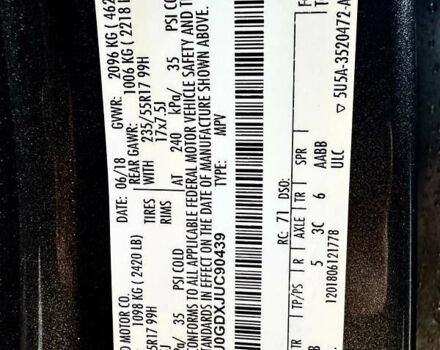 D MOTOR CO.
DATE: 06/18 GVWR: 2096 KG ( 462
1098 KG ( 2420 LB) REAR GAWR: 1006 KG ( 2218 L
5R17 99H TIRES WITH 235/55R17 99H
RIMS 17x7.5J
kPa/ 35 PSI COLD AT 240 kPa/ 35 PSI C
CONFORMS TO ALL APPLICABLE FEDERAL MOTOR VEHICLE SAFETY AND T
STANDARDS IN EFFECT ON THE DATE OF MANUFACTURE SHOWN ABOVE.
J0GDXJUC90439 TYPE: MPV
RC: 71 DSO:
B TP/PS R AXLE TR SPR
B 5 3C 6 AABB
1201806121778 ULC
5U5A-3520472-A